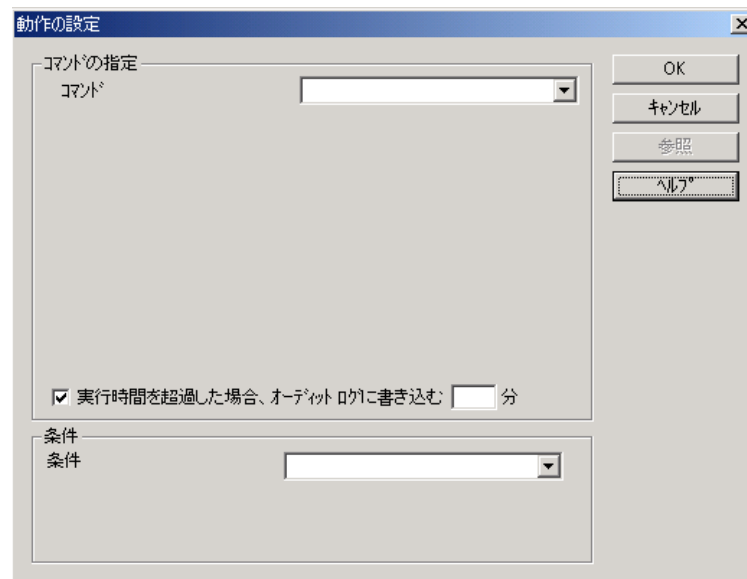 動作の設定
コマンドの指定
コマンド
OK
キャンセル
参照
ヘルプ
実行時間を超過した場合、オーディット ログに書き込む 分
条件
条件